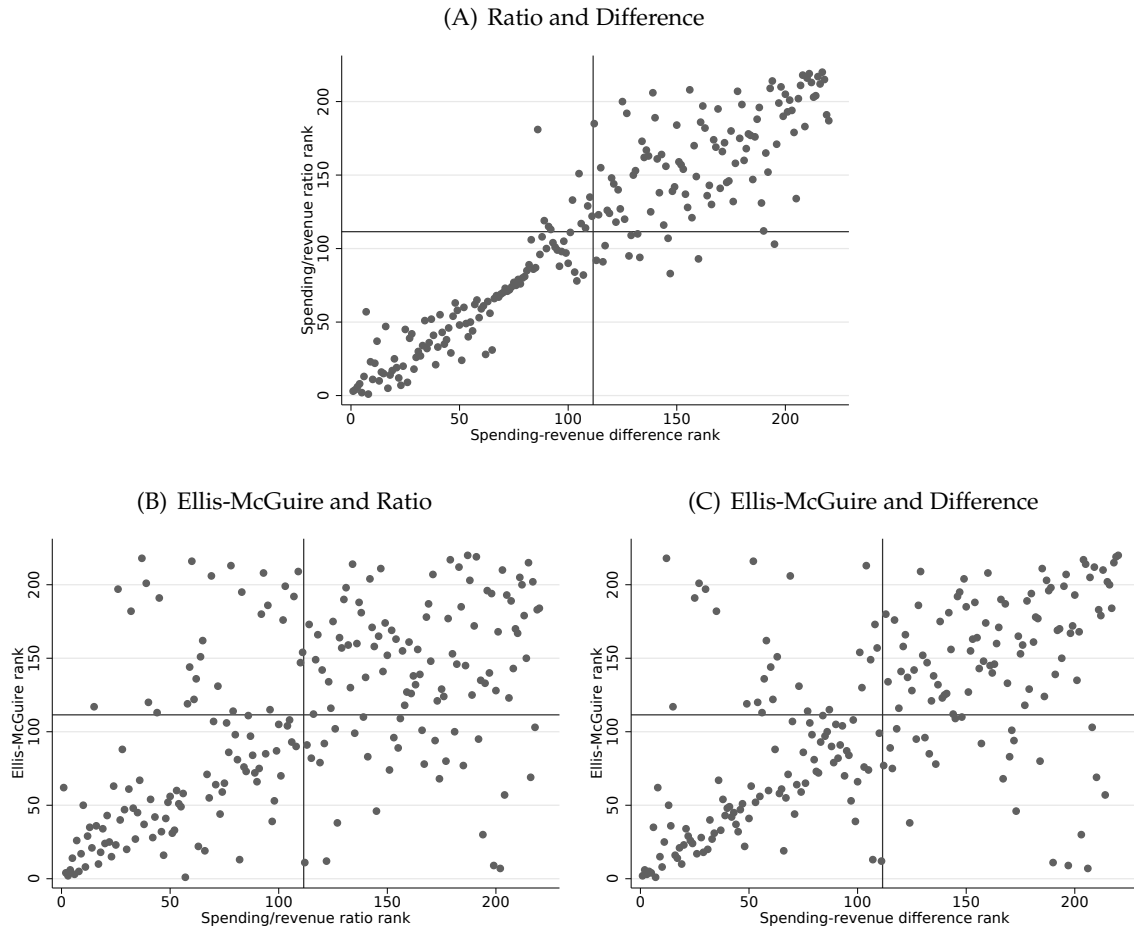 (A) Ratio and Difference
Spending/revenue ratio rank
200
150
100
50
0
0 50 100 150 200
Spending-revenue difference rank
(B) Ellis-McGuire and Ratio
Ellis-McGuire rank
200
150
100
50
0
0 50 100 150 200
Spending/revenue ratio rank
(C) Ellis-McGuire and Difference
Ellis-McGuire rank
200
150
100
50
0
0 50 100 150 200
Spending-revenue difference rank